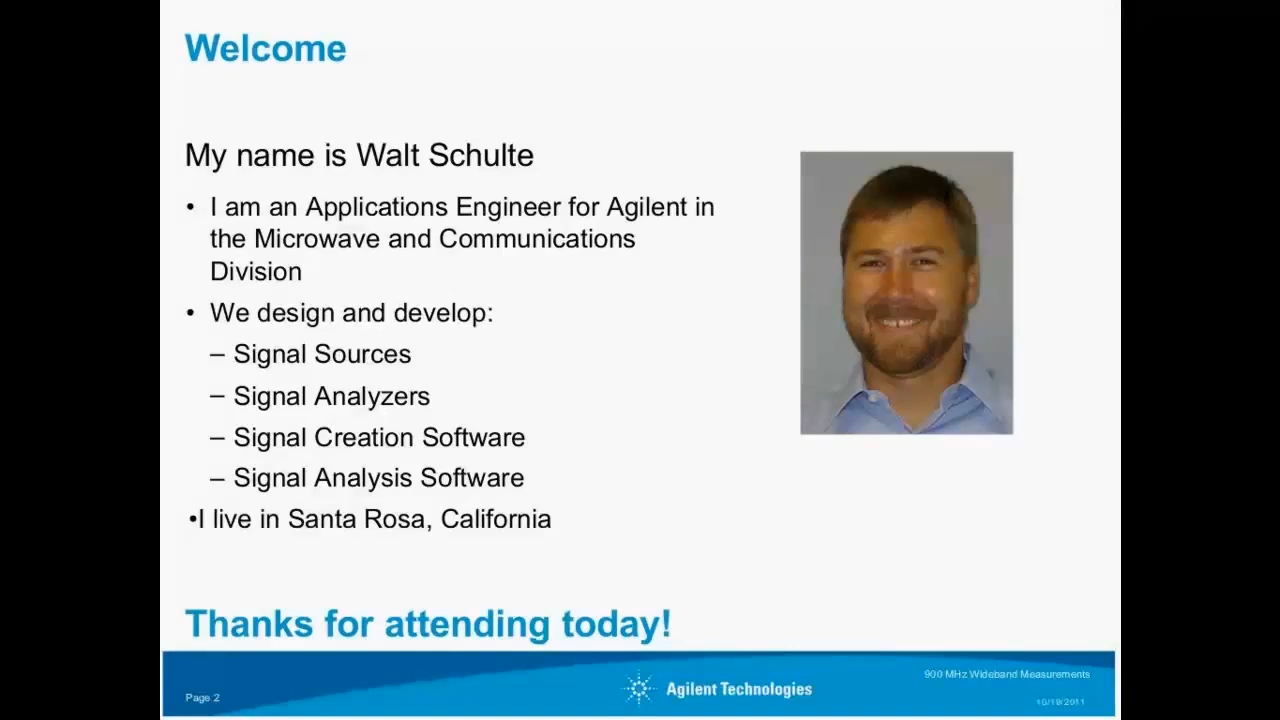 Welcome
My name is Walt Schulte
• I am an Applications Engineer for Agilent in
the Microwave and Communications
Division
• We design and develop:
– Signal Sources
– Signal Analyzers
– Signal Creation Software
– Signal Analysis Software
•I live in Santa Rosa, California
Thanks for attending today!
900 MHz Wideband Measurements
Agilent Technologies
Page 2
10/19/2011